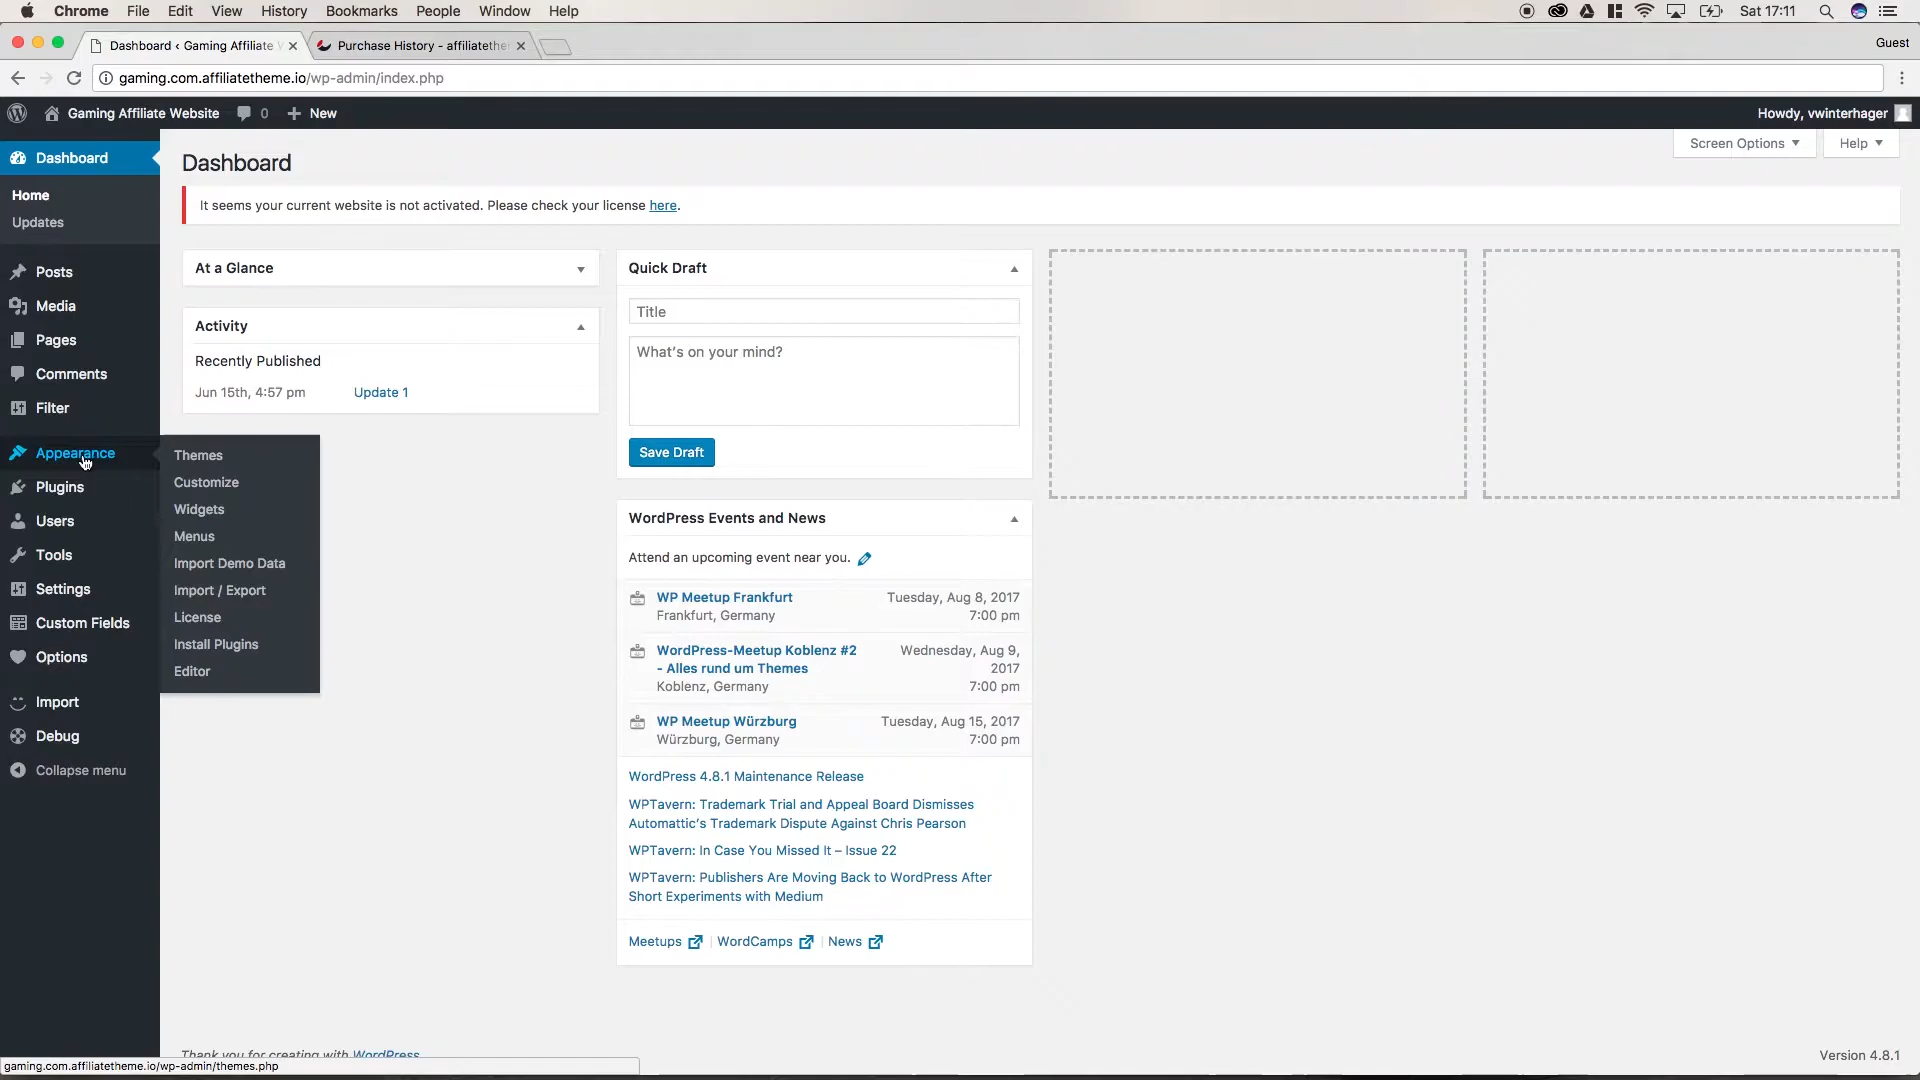 Chrome File Edit View History Bookmarks People Window Help Sat 17:11
Dashboard ‹ Gaming Affiliate W Purchase History - affiliatethe Guest
gaming.com.affiliatetheme.io/wp-admin/index.php
Gaming Affiliate Website 0 New Howdy, vwinterhager
Screen Options Help
Dashboard
Home
Updates
Posts
Media
Pages
Comments
Filter
Appearance
Plugins
Users
Tools
Settings
Custom Fields
Options
Import
Debug
Collapse menu
Themes
Customize
Widgets
Menus
Import Demo Data
Import / Export
License
Install Plugins
Editor
Dashboard
It seems your current website is not activated. Please check your license here.
At a Glance
Activity
Recently Published
Jun 15th, 4:57 pm Update 1
Quick Draft
Title
What's on your mind?
Save Draft
WordPress Events and News
Attend an upcoming event near you.
WP Meetup Frankfurt Tuesday, Aug 8, 2017
Frankfurt, Germany 7:00 pm
WordPress-Meetup Koblenz #2 Wednesday, Aug 9,
- Alles rund um Themes 2017
Koblenz, Germany 7:00 pm
WP Meetup Würzburg Tuesday, Aug 15, 2017
Würzburg, Germany 7:00 pm
WordPress 4.8.1 Maintenance Release
WPTavern: Trademark Trial and Appeal Board Dismisses
Automattic's Trademark Dispute Against Chris Pearson
WPTavern: In Case You Missed It – Issue 22
WPTavern: Publishers Are Moving Back to WordPress After
Short Experiments with Medium
Meetups | WordCamps | News
Thank you for creating with WordPress
Version 4.8.1
gaming.com.affiliatetheme.io/wp-admin/themes.php